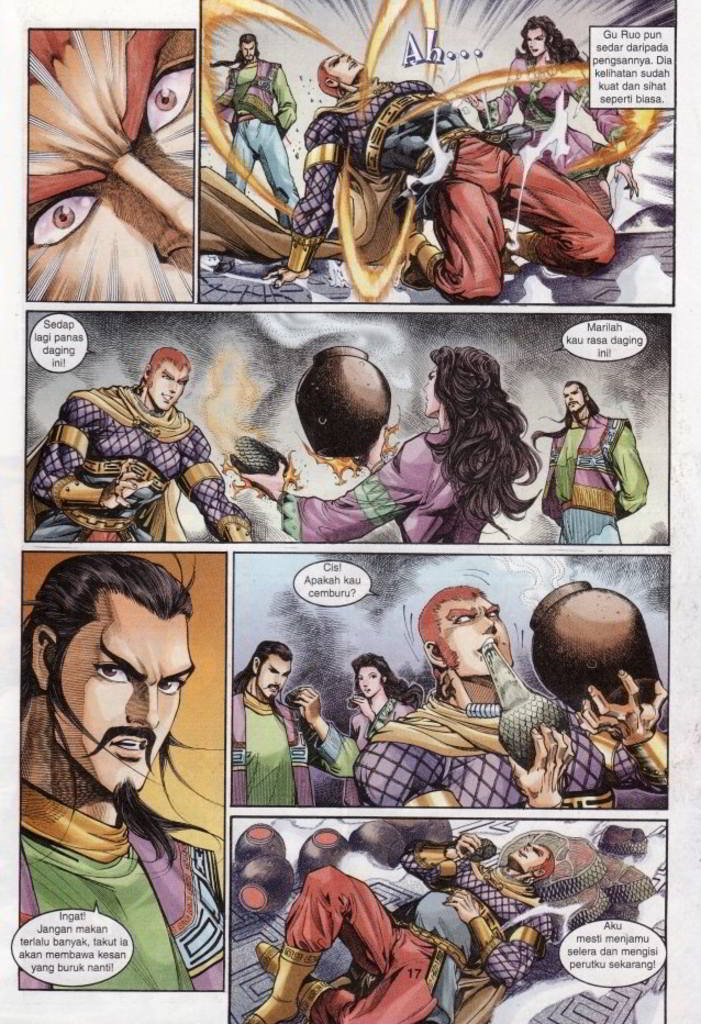 Ah...
Gu Ruo pun
sedar daripada
pengsannya. Dia
kelihatan sudah
kuat dan sihat
seperti biasa.
Sedap
lagi panas
daging
ini!
Marilah
kau rasa daging
ini!
Cis!
Apakah kau
cemburu?
Ingat!
Jangan makan
terlalu banyak, takut ia
akan membawa kesan
yang buruk nanti!
Aku
mesti menjamu
selera dan mengisi
perutku sekarang!
17